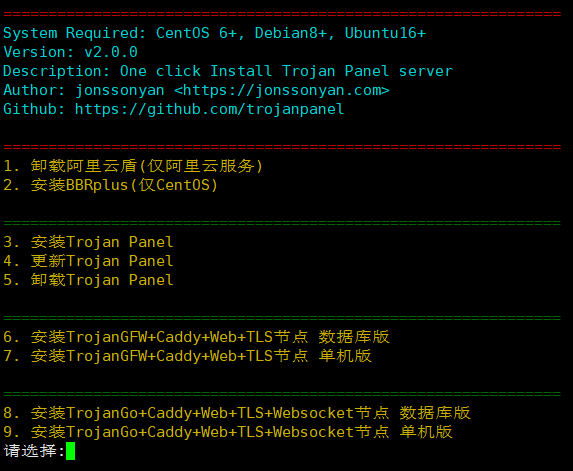 System Required: CentOS 6+, Debian8+, Ubuntu16+
Version: v2.0.0
Description: One click Install Trojan Panel server
Author: jonssonyan <https://jonssonyan.com>
Github: https://github.com/trojanpanel
1. 卸载阿里云盾(仅阿里云服务)
2. 安装BBRplus(仅CentOS)
3. 安装Trojan Panel
4. 更新Trojan Panel
5. 卸载Trojan Panel
6. 安装TrojanGFW+Caddy+Web+TLS节点 数据库版
7. 安装TrojanGFW+Caddy+Web+TLS节点 单机版
8. 安装TrojanGo+Caddy+Web+TLS+Websocket节点 数据库版
9. 安装TrojanGo+Caddy+Web+TLS+Websocket节点 单机版
请选择: